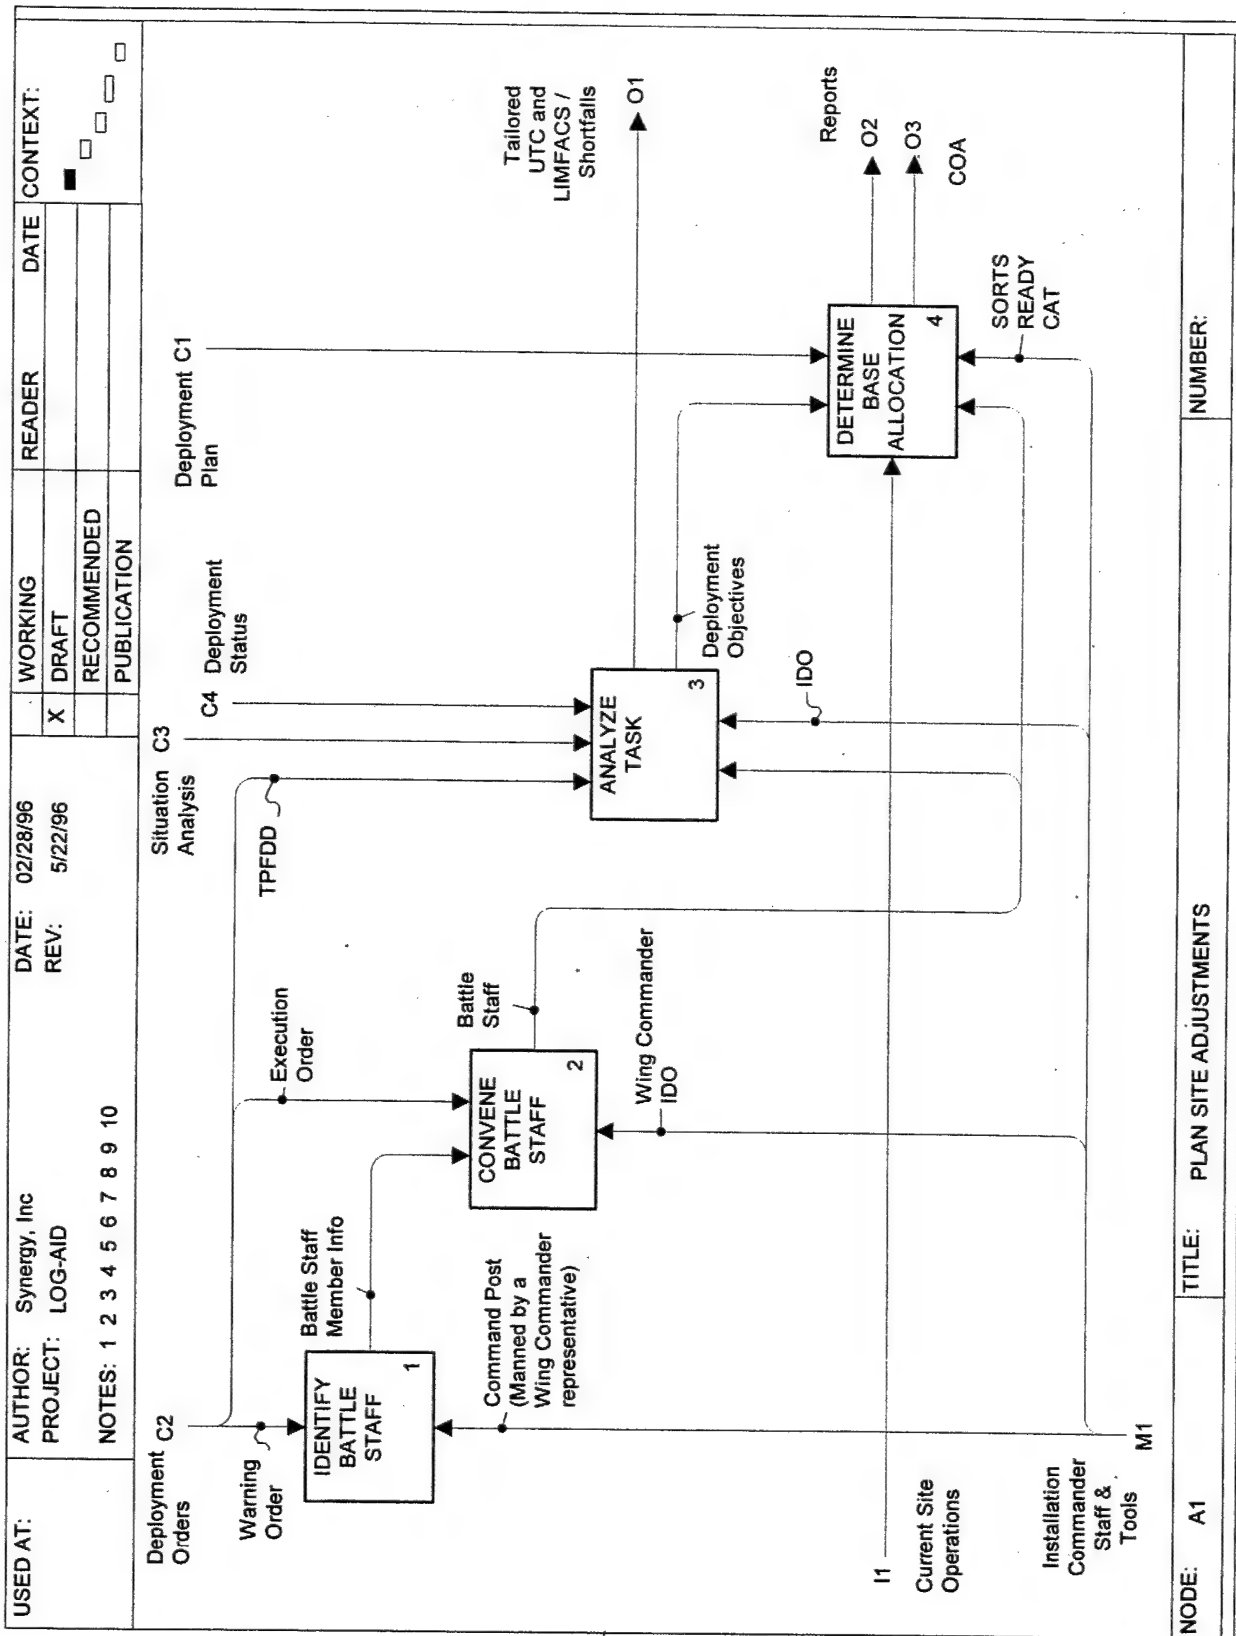 USED AT:
AUTHOR: Synergy, Inc
PROJECT: LOG-AID
NOTES: 1 2 3 4 5 6 7 8 9 10
DATE: 02/28/96
REV: 5/22/96
WORKING
X DRAFT
RECOMMENDED
PUBLICATION
READER DATE
CONTEXT:
Deployment
Orders
C2
Situation
Analysis
C3
C4
Deployment
Status
Deployment
Plan
C1
Warning
Order
Execution
Order
TPFDD
IDENTIFY
BATTLE
STAFF
1
Battle Staff
Member Info
CONVENE
BATTLE
STAFF
2
Battle
Staff
ANALYZE
TASK
3
Deployment
Objectives
Tailored
UTC and
LIMFACS /
Shortfalls
O1
DETERMINE
BASE
ALLOCATION
4
Reports
O2
O3
COA
Command Post
(Manned by a
Wing Commander
representative)
Wing Commander
IDO
IDO
SORTS
READY
CAT
I1
Current Site
Operations
Installation
Commander
Staff &
Tools
M1
NODE: A1
TITLE: PLAN SITE ADJUSTMENTS
NUMBER: